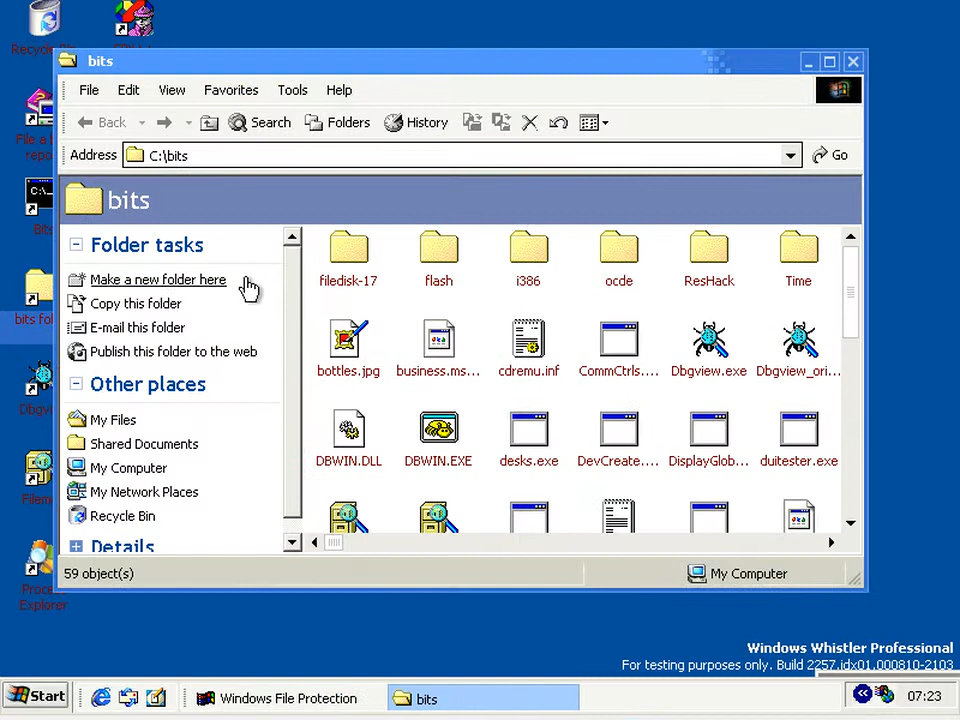 Recycle Bin
bits
File Edit View Favorites Tools Help
Back Search Folders History
Address C:\bits Go
bits
Folder tasks
Make a new folder here
Copy this folder
E-mail this folder
Publish this folder to the web
Other places
My Files
Shared Documents
My Computer
My Network Places
Recycle Bin
Details
filedisk-17 flash i386 ocde ResHack Time
bottles.jpg business.ms... cdremu.inf CommCtrls.... Dbgview.exe Dbgview_ori...
DBWIN.DLL DBWIN.EXE desks.exe DevCreate.... DisplayGlob... duitester.exe
59 object(s) My Computer
File a
repo
C:\
Bits
bits fol
Dbgv
Filem
Proce
Explorer
Windows Whistler Professional
For testing purposes only. Build 2257.idx01.000810-2103
Start Windows File Protection bits 07:23